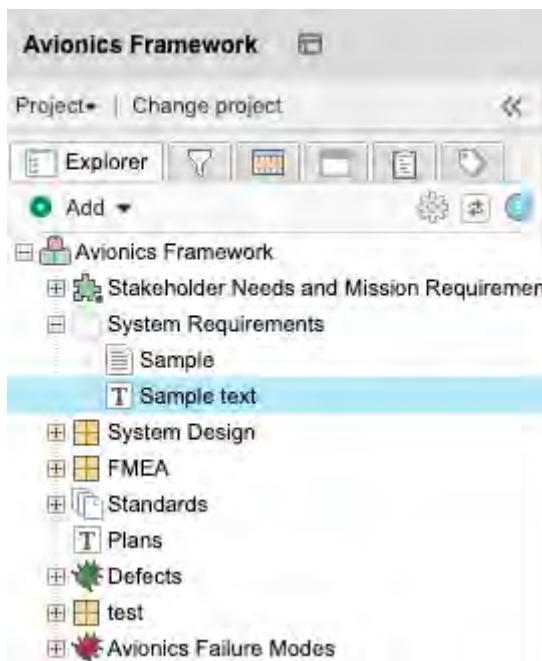 Avionics Framework
Project | Change project
Explorer
Add
Avionics Framework
Stakeholder Needs and Mission Requiremen
System Requirements
Sample
T Sample text
System Design
FMEA
Standards
T Plans
Defects
test
Avionics Failure Modes